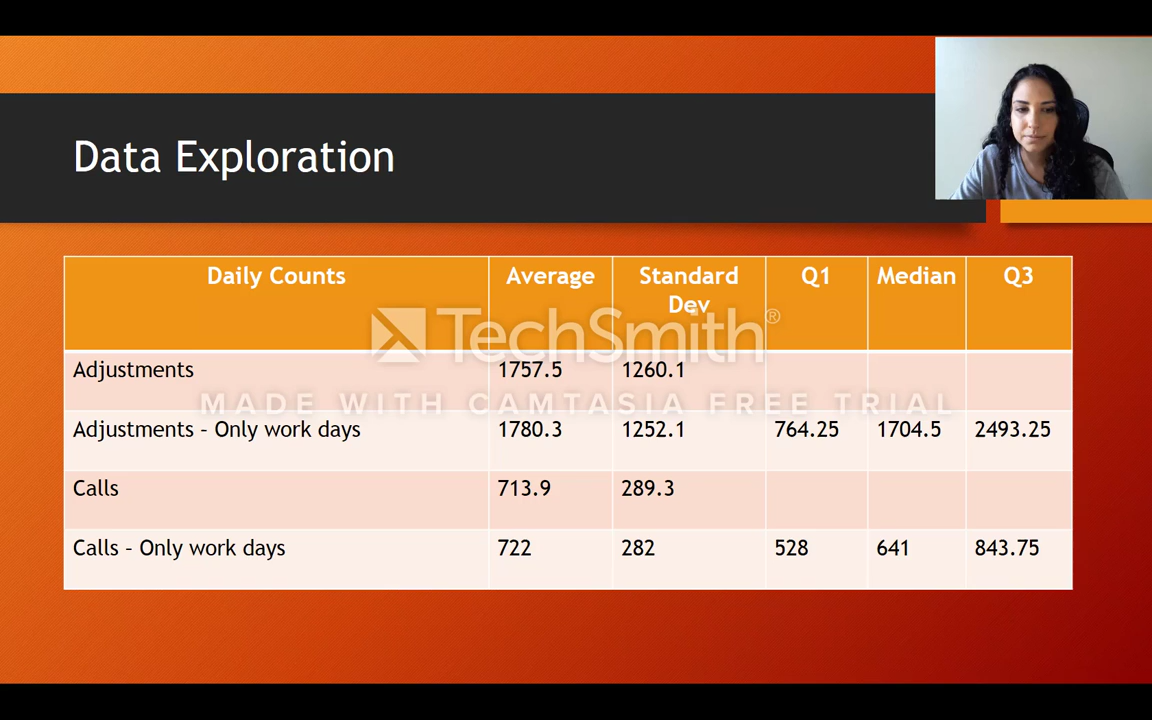 Data Exploration
Daily Counts Average Standard Dev Q1 Median Q3
TechSmith®
MADE WITH CAMTASIA FREE TRIAL
Adjustments 1757.5 1260.1
Adjustments – Only work days 1780.3 1252.1 764.25 1704.5 2493.25
Calls 713.9 289.3
Calls – Only work days 722 282 528 641 843.75